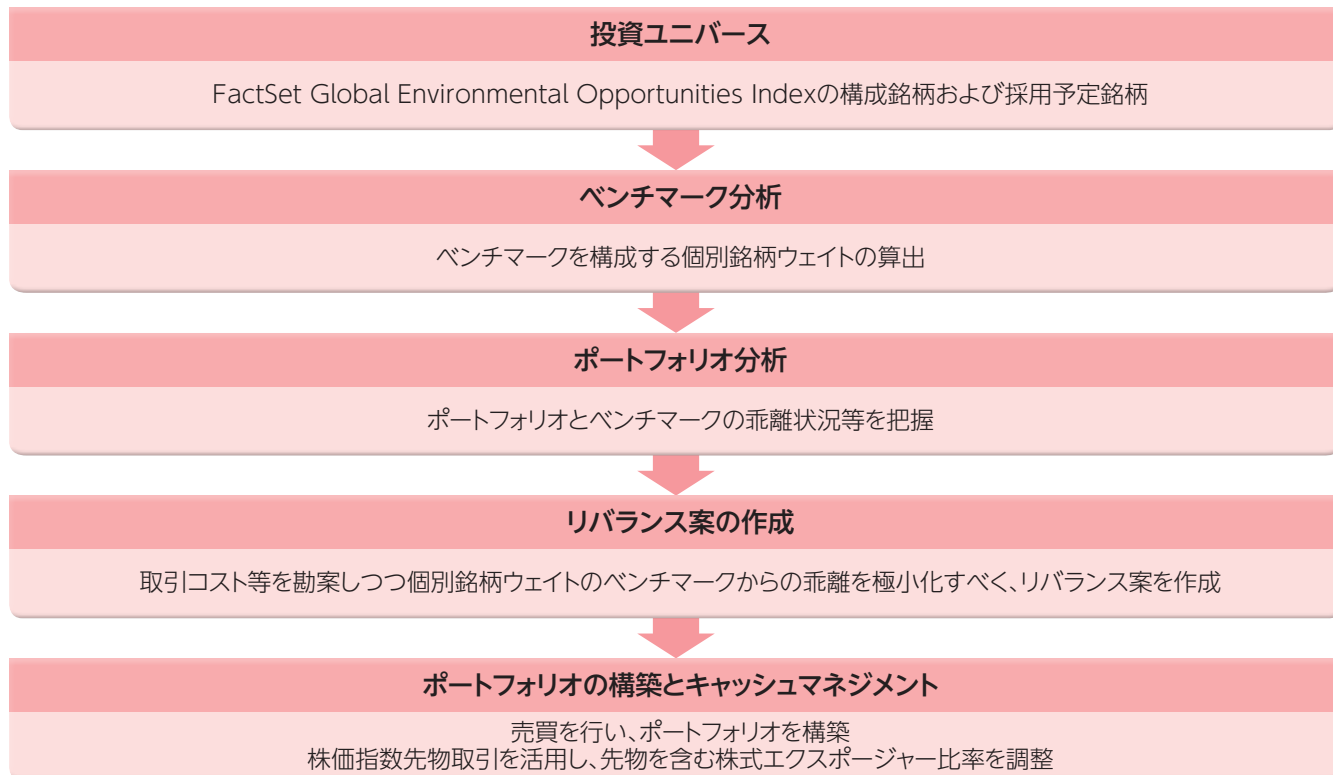 投資ユニバース
FactSet Global Environmental Opportunities Indexの構成銘柄および採用予定銘柄
ベンチマーク分析
ベンチマークを構成する個別銘柄ウェイトの算出
ポートフォリオ分析
ポートフォリオとベンチマークの乖離状況等を把握
リバランス案の作成
取引コスト等を勘案しつつ個別銘柄ウェイトのベンチマークからの乖離を極小化すべく、リバランス案を作成
ポートフォリオの構築とキャッシュマネジメント
売買を行い、ポートフォリオを構築
株価指数先物取引を活用し、先物を含む株式エクスポージャー比率を調整